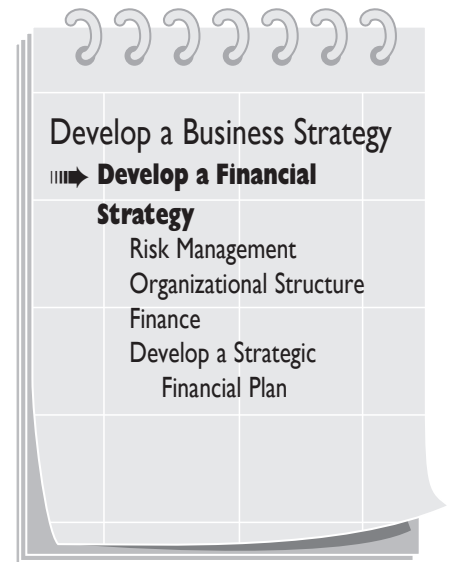 Develop a Business Strategy
Develop a Financial
Strategy
Risk Management
Organizational Structure
Finance
Develop a Strategic
Financial Plan